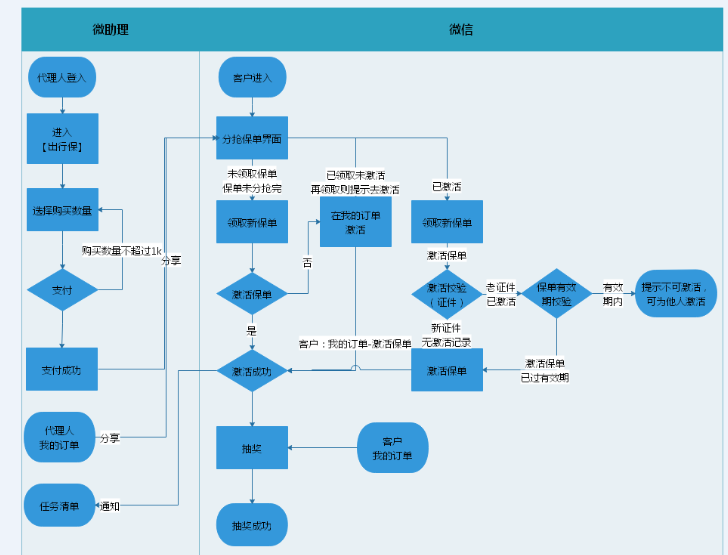 微助理
微信
代理人登入
进入
【出行保】
选择购买数量
购买数量不超过1k
分享
支付
支付成功
代理人
我的订单
分享
任务清单
通知
客户进入
分抢保单界面
未领取保单
保单未分抢完
已领取未激活
再领取则提示去激活
已激活
领取新保单
在我的订单
激活
领取新保单
否
激活保单
激活保单
激活校验
（证件）
老证件
已激活
保单有效
期校验
有效
期内
提示不可激活，
可为他人激活
是
新证件
无激活记录
客户：我的订单-激活保单
激活成功
激活保单
激活保单
已过有效期
抽奖
客户
我的订单
抽奖成功